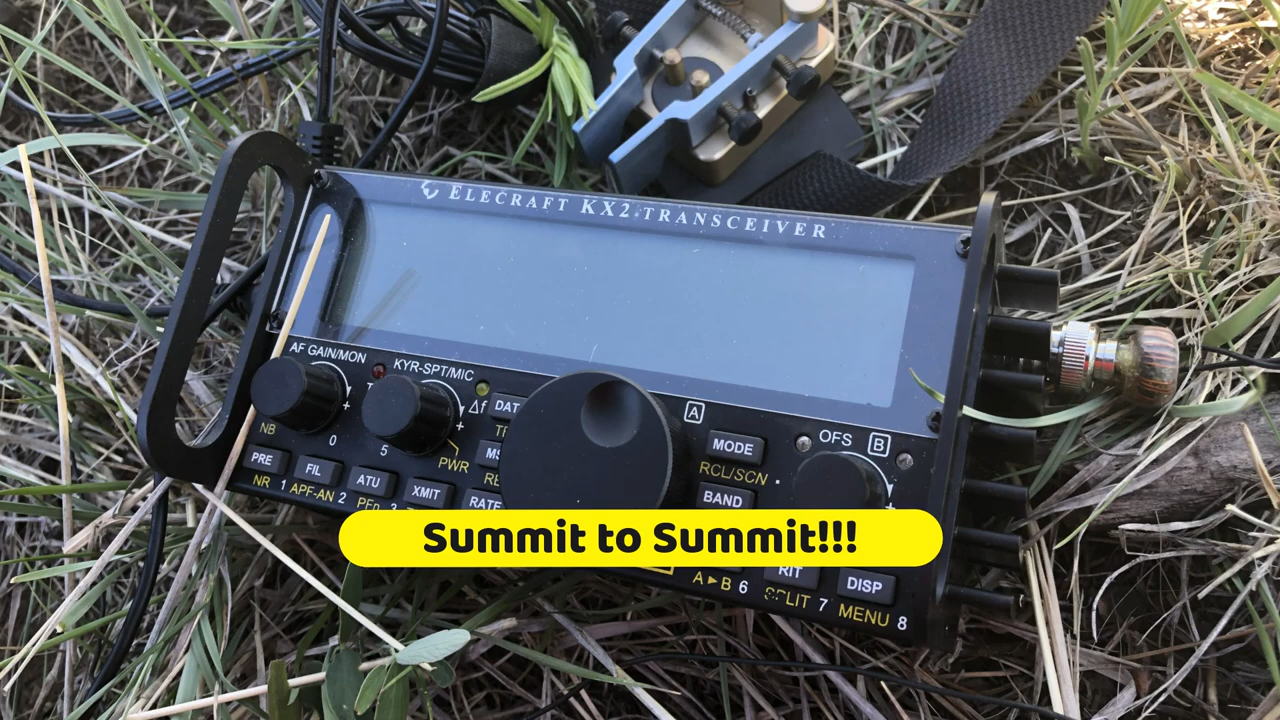 ELECRAFT KX2 TRANSCEIVER
AF GAIN/MON
KYR-SPT/MIC
Δf
DAT
A
MODE
OFS
B
+
+
+
NB
0
5
PWR
RCL/SCN
PRE
FIL
ATU
XMIT
RATE
BAND
NR 1 APF-AN 2
3
Summit to Summit!!!
A▶B 6
RIT
SPLIT 7
DISP
MENU 8